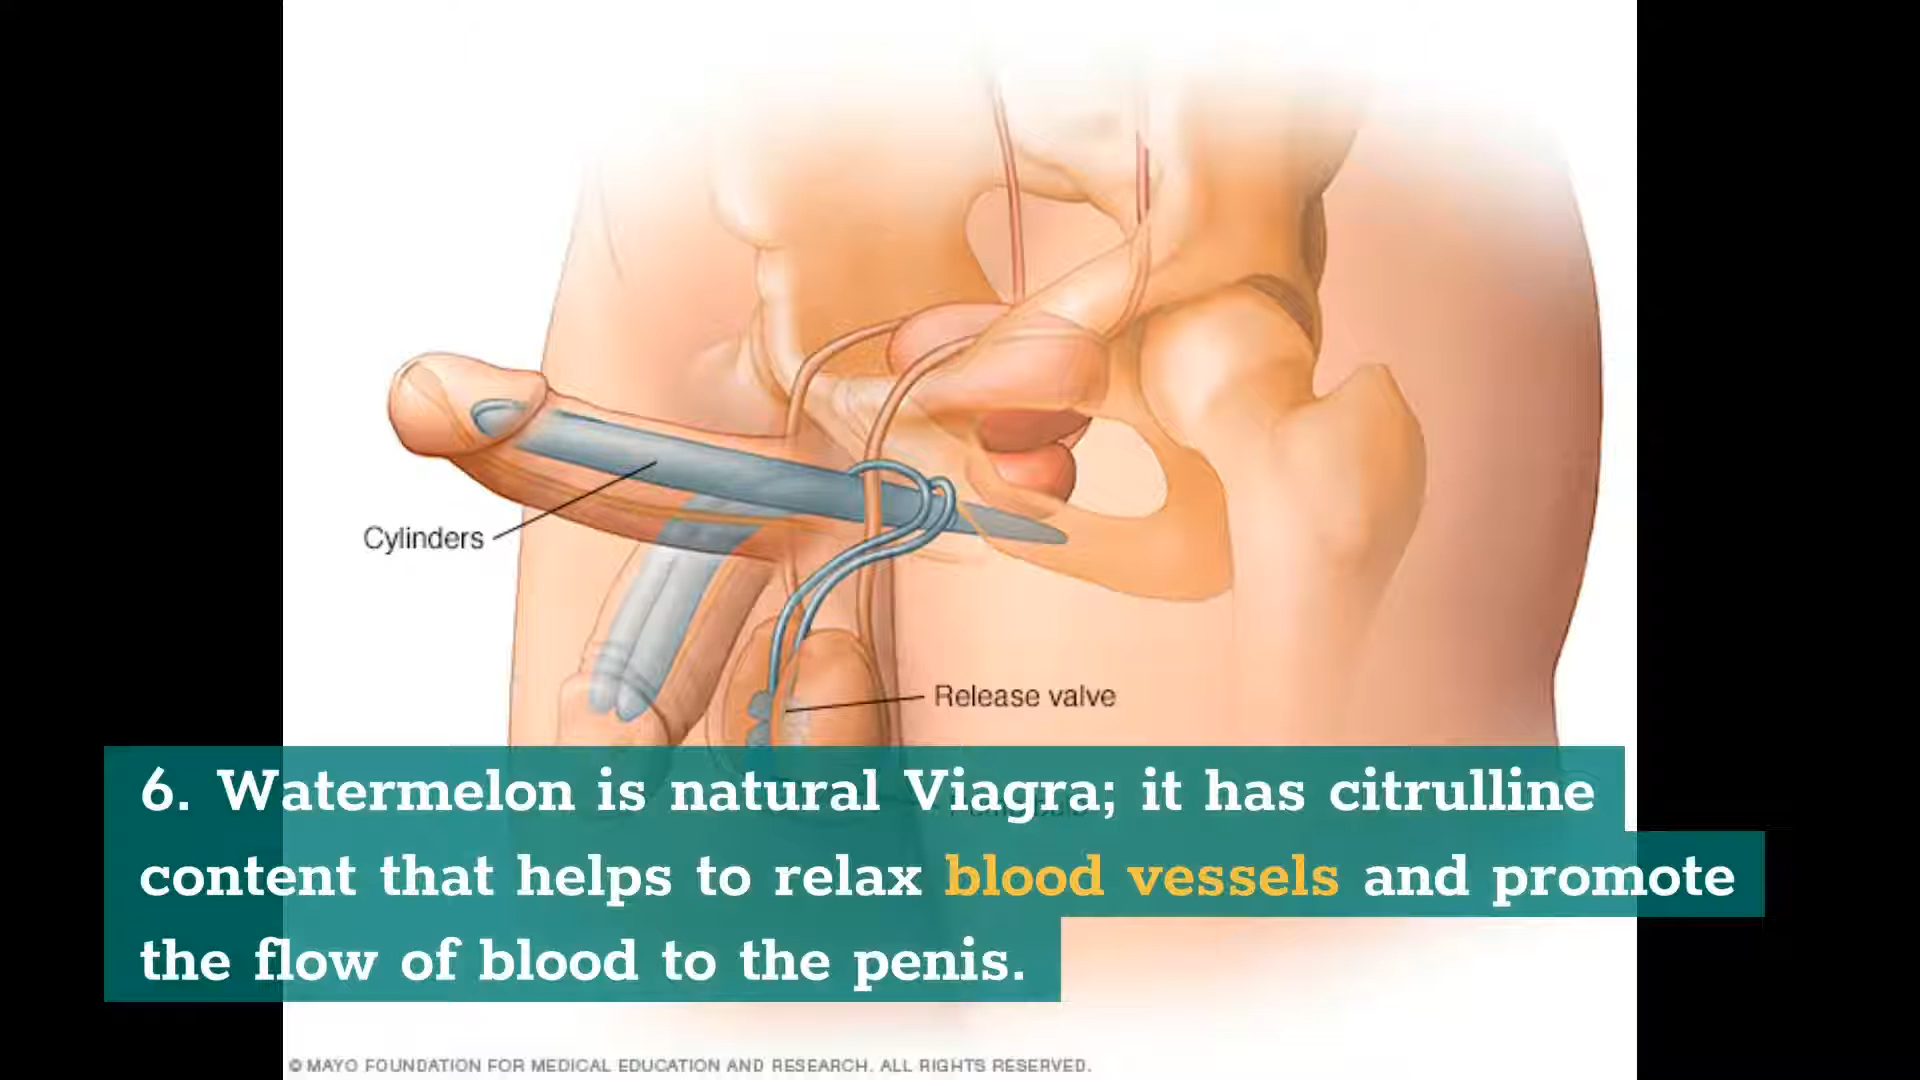 Cylinders
Release valve
6. Watermelon is natural Viagra; it has citrulline
content that helps to relax blood vessels and promote
the flow of blood to the penis.
© MAYO FOUNDATION FOR MEDICAL EDUCATION AND RESEARCH. ALL RIGHTS RESERVED.